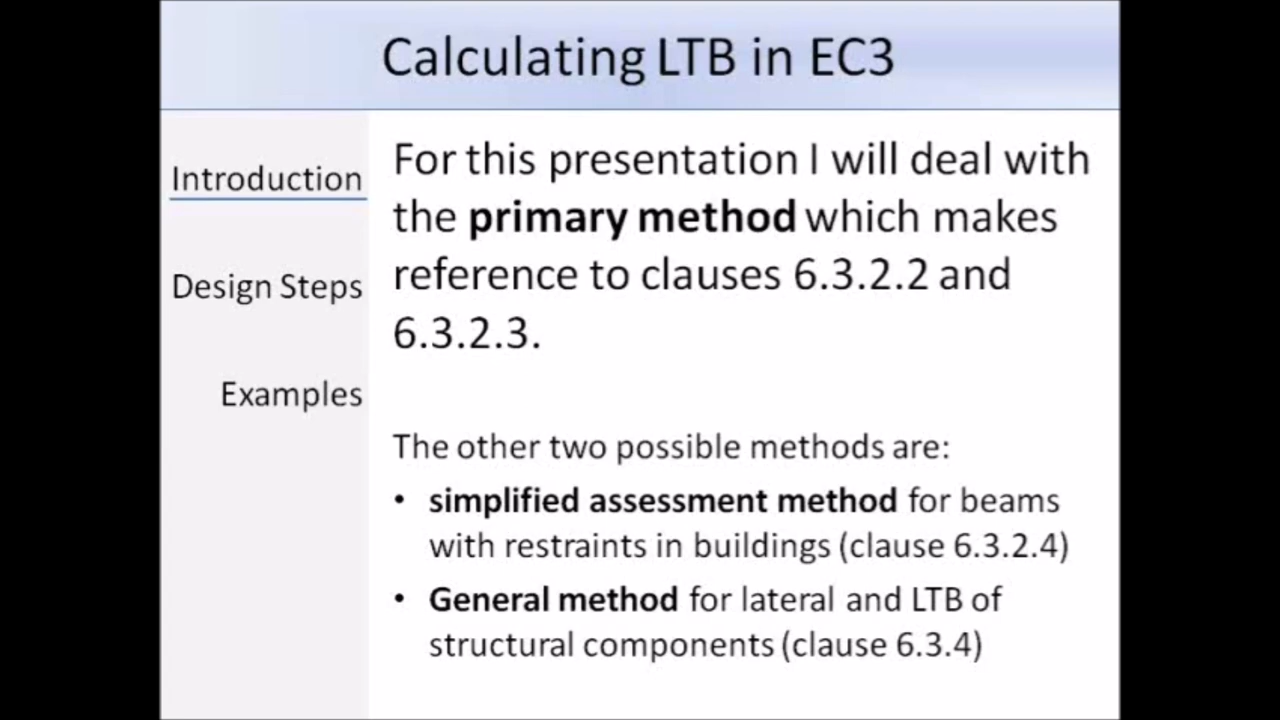 Calculating LTB in EC3
Introduction
Design Steps
Examples
For this presentation I will deal with
the primary method which makes
reference to clauses 6.3.2.2 and
6.3.2.3.
The other two possible methods are:
• simplified assessment method for beams
with restraints in buildings (clause 6.3.2.4)
• General method for lateral and LTB of
structural components (clause 6.3.4)